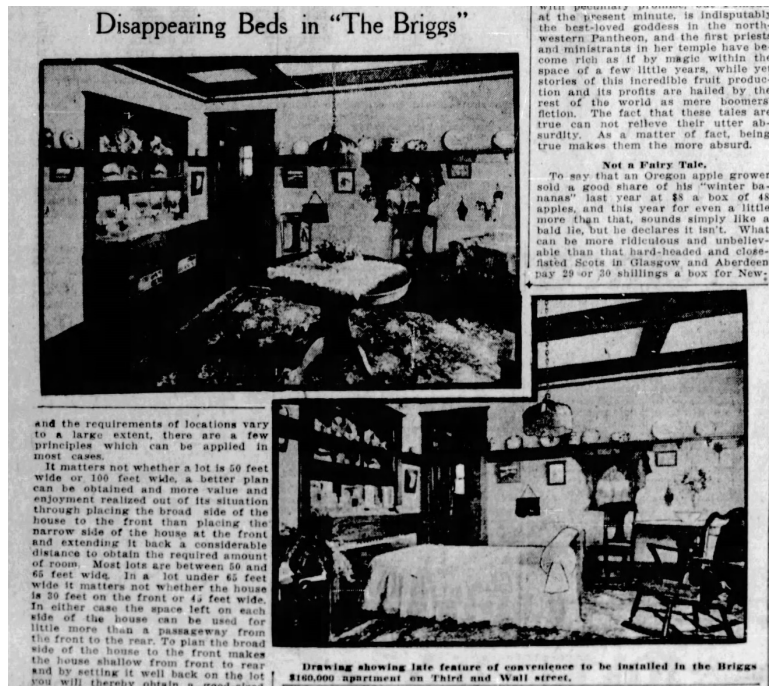 Disappearing Beds in "The Briggs"
at the present minute, is indisputably
the best-loved goddess in the north-
western Pantheon, and the first priests
and ministrants in her temple have be-
come rich as if by magic within the
space of a few little years, while yet
stories of this incredible fruit produc-
tion and its profits are hailed by the
rest of the world as mere boomers'
fiction. The fact that these tales are
true can not relieve their utter ab-
surdity. As a matter of fact, being
true makes them the more absurd.
Not a Fairy Tale.
To say that an Oregon apple grower
sold a good share of his "winter ba-
nanas" last year at $8 a box of 48
apples, and this year for even a little
more than that, sounds simply like a
bald lie, but he declares it isn't. What
can be more ridiculous and unbeliev-
able than that hard-headed and close-
fisted Scots in Glasgow and Aberdeen
pay 29 or 30 shillings a box for New-
and the requirements of locations vary
to a large extent, there are a few
principles which can be applied in
most cases.
It matters not whether a lot is 50 feet
wide or 100 feet wide, a better plan
can be obtained and more value and
enjoyment realized out of its situation
through placing the broad side of the
house to the front than placing the
narrow side of the house at the front
and extending it back a considerable
distance to obtain the required amount
of room. Most lots are between 50 and
65 feet wide. In a lot under 65 feet
wide it matters not whether the house
is 30 feet on the front or 45 feet wide.
In either case the space left on each
side of the house can be used for
little more than a passageway from
the front to the rear. To plan the broad
side of the house to the front makes
the house shallow from front to rear
and by setting it well back on the lot
you will thereby obtain a
Drawing showing late feature of convenience to be installed in the Briggs
$160,000 apartment on Third and Wall street.